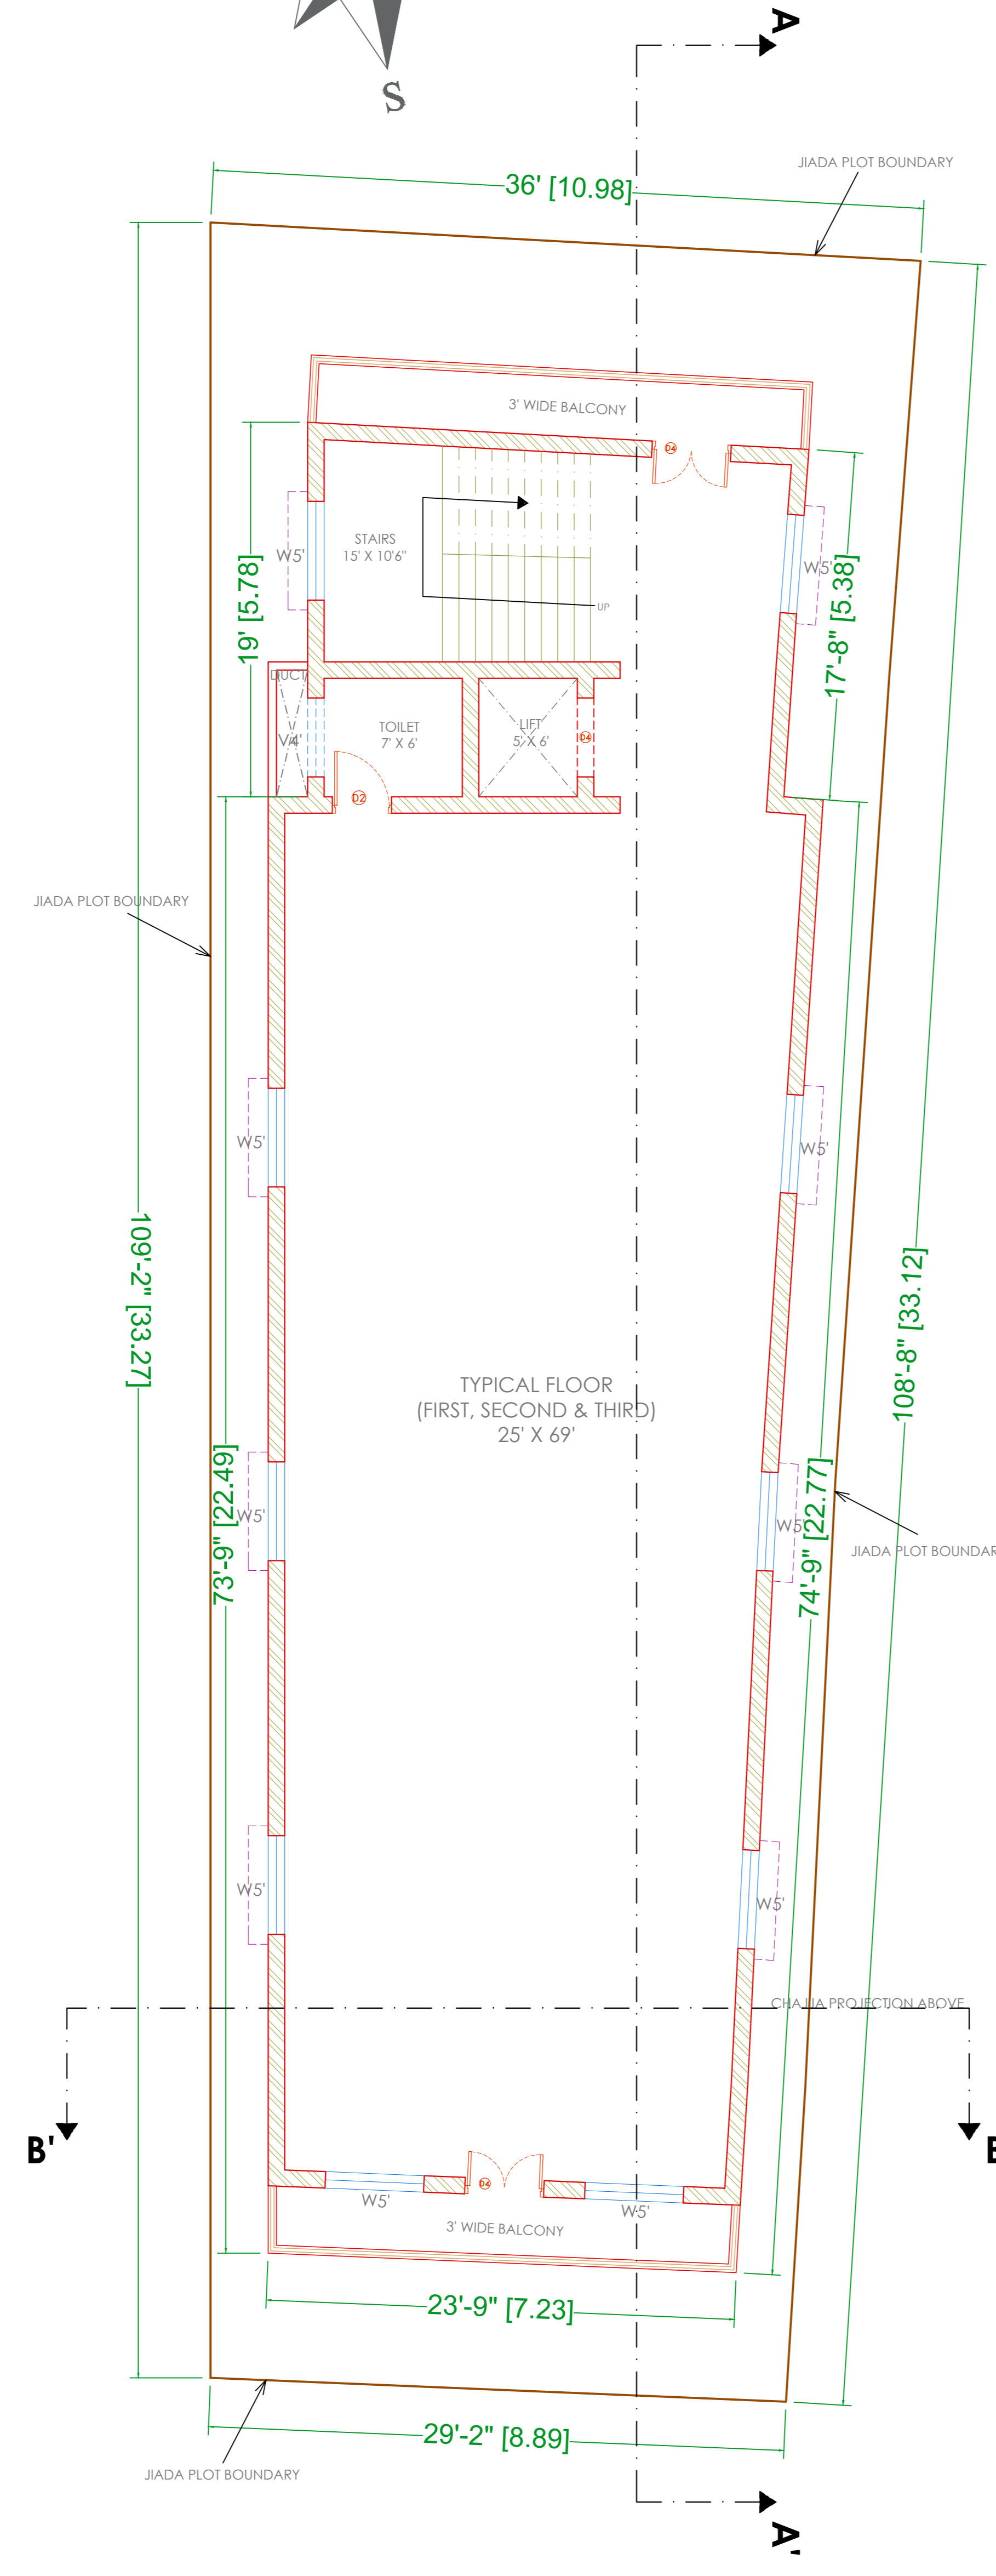 S
A
JIADA PLOT BOUNDARY
36' [10.98]
3' WIDE BALCONY
D4
STAIRS
15' X 10'6"
W5'
W5'
19' [5.78]
17'-8" [5.38]
UP
DUCT
TOILET
7' X 6'
LIFT
5' X 6'
V4'
D4
D2
JIADA PLOT BOUNDARY
W5'
W5'
109'-2" [33.27]
108'-8" [33.12]
TYPICAL FLOOR
(FIRST, SECOND & THIRD)
25' X 69'
73'-9" [22.49]
74'-9" [22.77]
W5'
W5'
JIADA PLOT BOUNDAR
W5'
W5'
CHAJJA PROJECTION ABOVE
B'
D4
W5'
W5'
3' WIDE BALCONY
23'-9" [7.23]
29'-2" [8.89]
JIADA PLOT BOUNDARY
A'